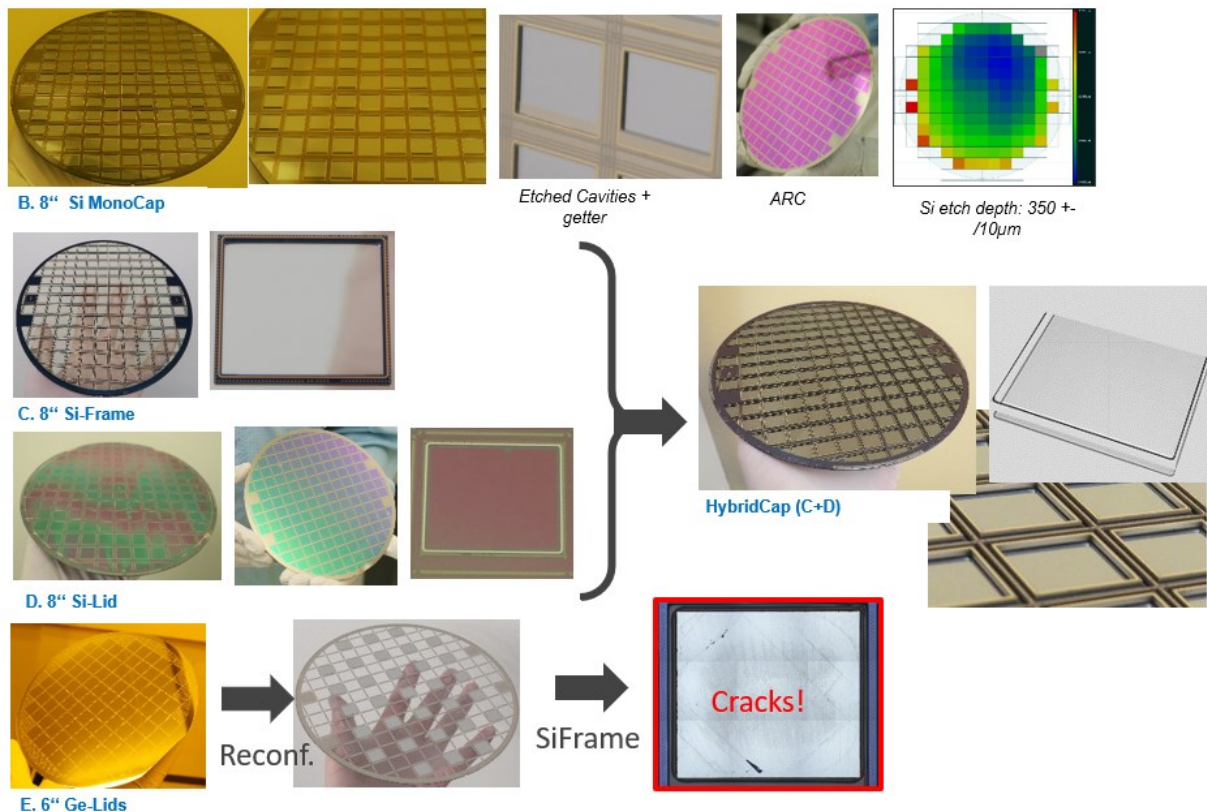 B. 8“ Si MonoCap
Etched Cavities +
getter
ARC
Si etch depth: 350 +-
/10µm
C. 8“ Si-Frame
D. 8“ Si-Lid
HybridCap (C+D)
Cracks!
Reconf.
SiFrame
E. 6“ Ge-Lids